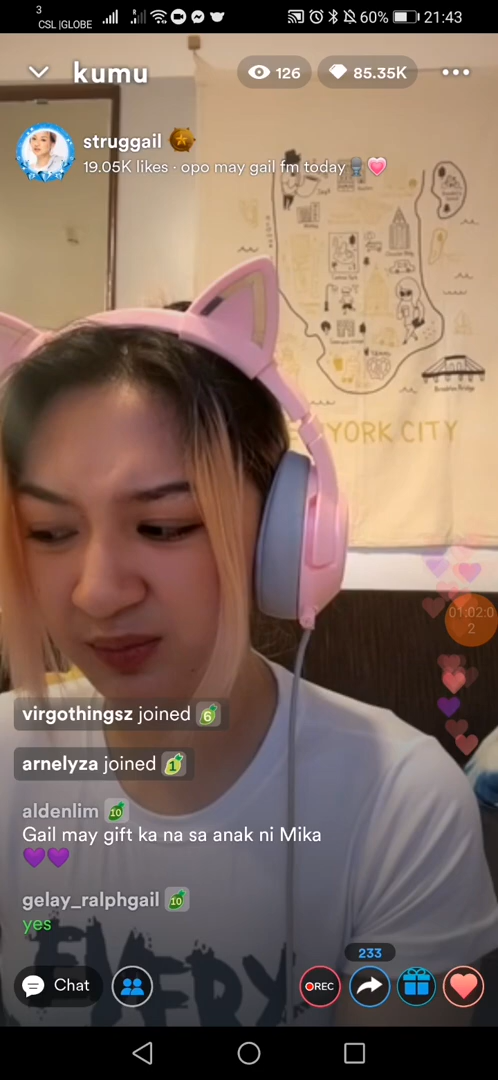 3
CSL |GLOBE
60%
21:43
kumu
126
85.35K
struggail
19.05K likes · opo may gail fm today
YORK CITY
01:02:0
2
virgothingsz joined 6
arnelyza joined 1
aldenlim 10
Gail may gift ka na sa anak ni Mika
gelay_ralphgail 10
yes
EVERY
233
Chat
REC